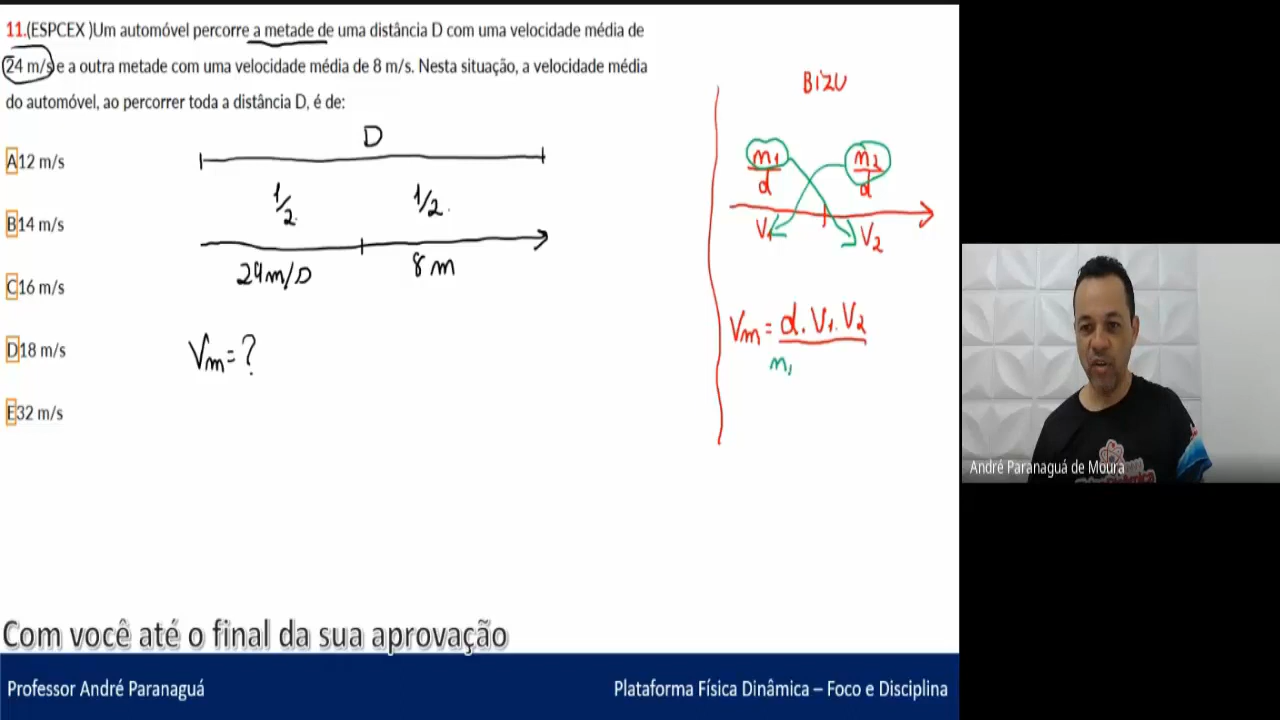 11.(ESPCEX )Um automóvel percorre a metade de uma distância D com uma velocidade média de
24 m/s e a outra metade com uma velocidade média de 8 m/s. Nesta situação, a velocidade média
do automóvel, ao percorrer toda a distância D, é de:
A12 m/s
B14 m/s
C16 m/s
D18 m/s
E32 m/s
D
1/2 1/2.
24m/s 8 m
Vm=?
BIZU
n1/d n2/d
V1 V2
Vm = d.V1.V2
n1
André Paranaguá de Moura
Com você até o final da sua aprovação
Professor André Paranaguá
Plataforma Física Dinâmica – Foco e Disciplina